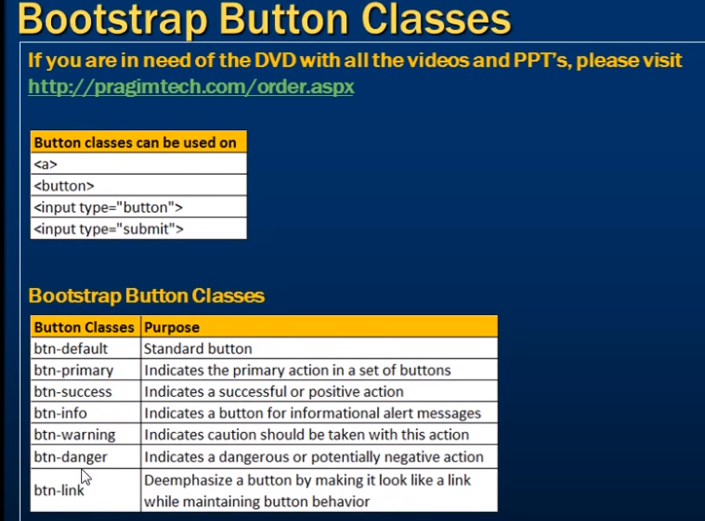 Bootstrap Button Classes
If you are in need of the DVD with all the videos and PPT's, please visit
http://pragimtech.com/order.aspx
Button classes can be used on
<a>
<button>
<input type="button">
<input type="submit">
Bootstrap Button Classes
Button Classes Purpose
btn-default Standard button
btn-primary Indicates the primary action in a set of buttons
btn-success Indicates a successful or positive action
btn-info Indicates a button for informational alert messages
btn-warning Indicates caution should be taken with this action
btn-danger Indicates a dangerous or potentially negative action
btn-link Deemphasize a button by making it look like a link
while maintaining button behavior